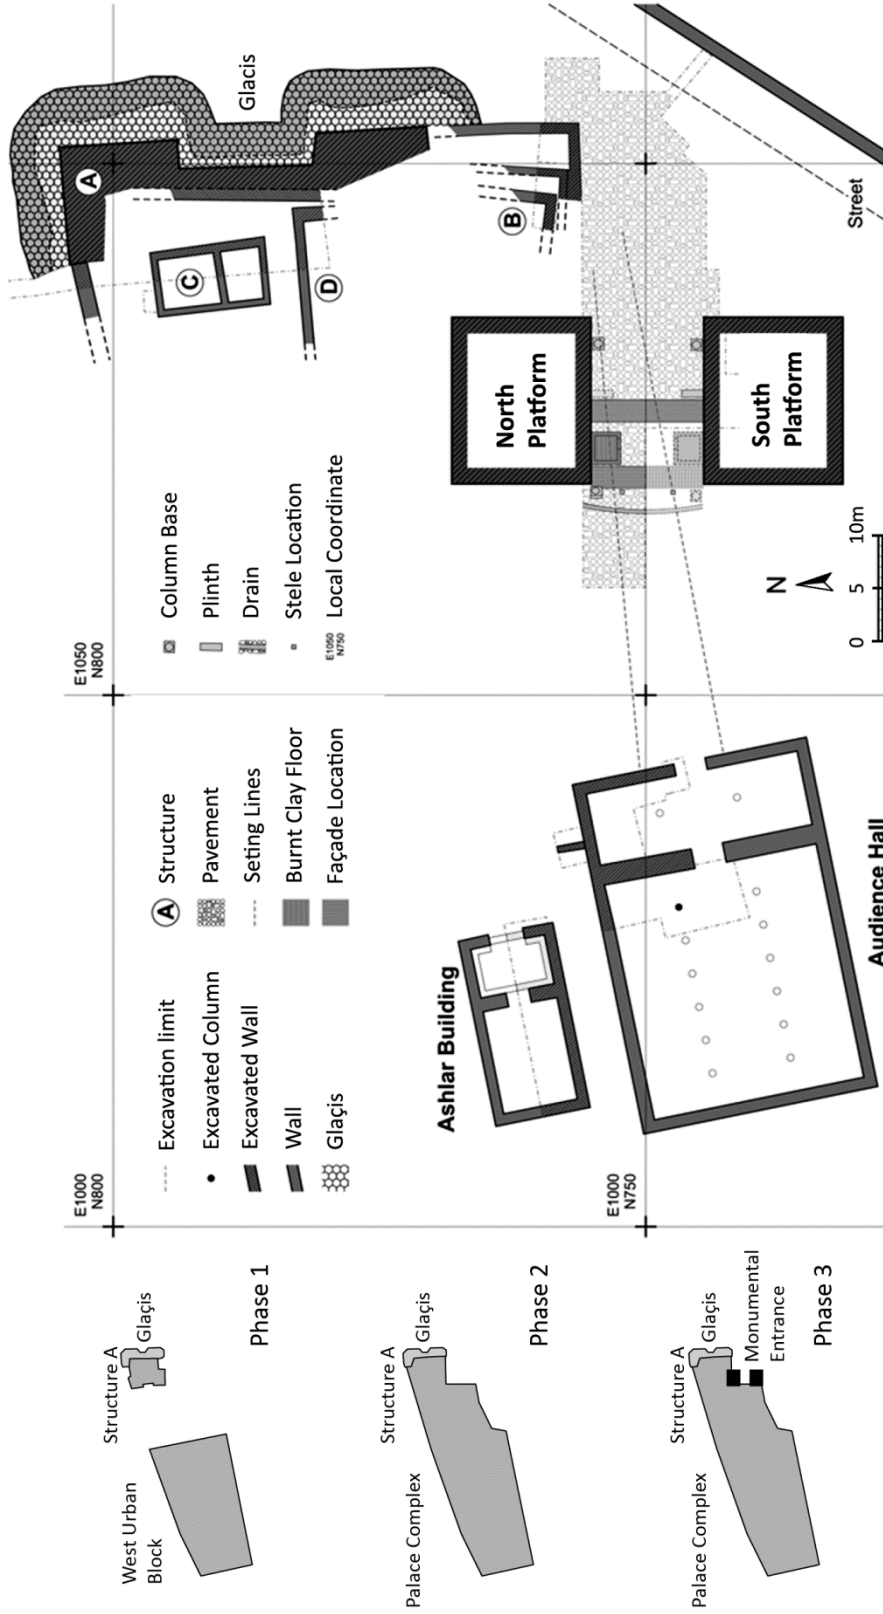 West Urban
Block
Structure A
Glaçis
Phase 1
Palace Complex
Structure A
Glaçis
Phase 2
Palace Complex
Structure A
Glaçis
Monumental
Entrance
Phase 3
E1000
N800
E1050
N800
Excavation limit
Excavated Column
Excavated Wall
Wall
Glaçis
A Structure
Pavement
Seting Lines
Burnt Clay Floor
Façade Location
Column Base
Plinth
Drain
Stele Location
E1050
N750 Local Coordinate
A
Glacis
C
D
B
Ashlar Building
North
Platform
E1000
N750
South
Platform
Street
N
0 5 10m
Audience Hall